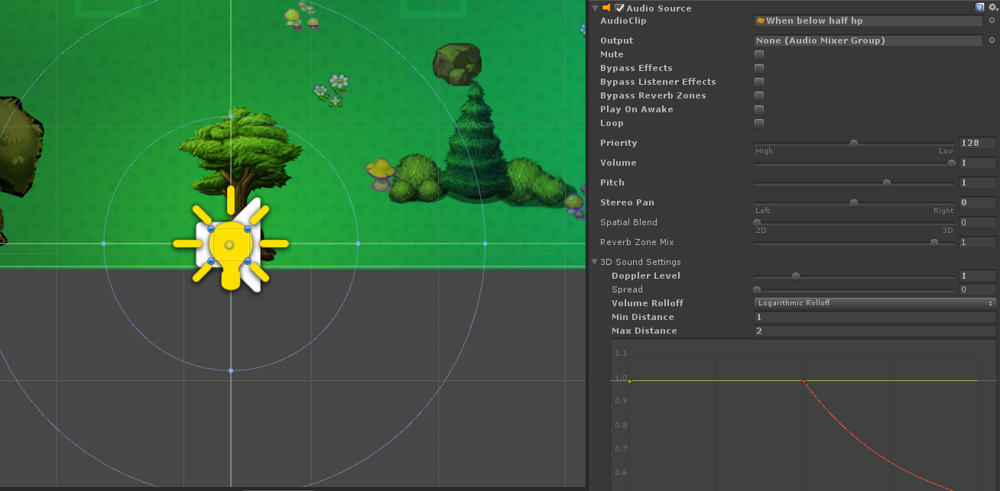 Audio Source
AudioClip When below half hp
Output None (Audio Mixer Group)
Mute
Bypass Effects
Bypass Listener Effects
Bypass Reverb Zones
Play On Awake
Loop
Priority 128
High Low
Volume 1
Pitch 1
Stereo Pan 0
Left Right
Spatial Blend 0
2D 3D
Reverb Zone Mix 1
3D Sound Settings
Doppler Level 1
Spread 0
Volume Rolloff Logarithmic Rolloff
Min Distance 1
Max Distance 2
1.1
1.0
0.9
0.8
0.7
0.6